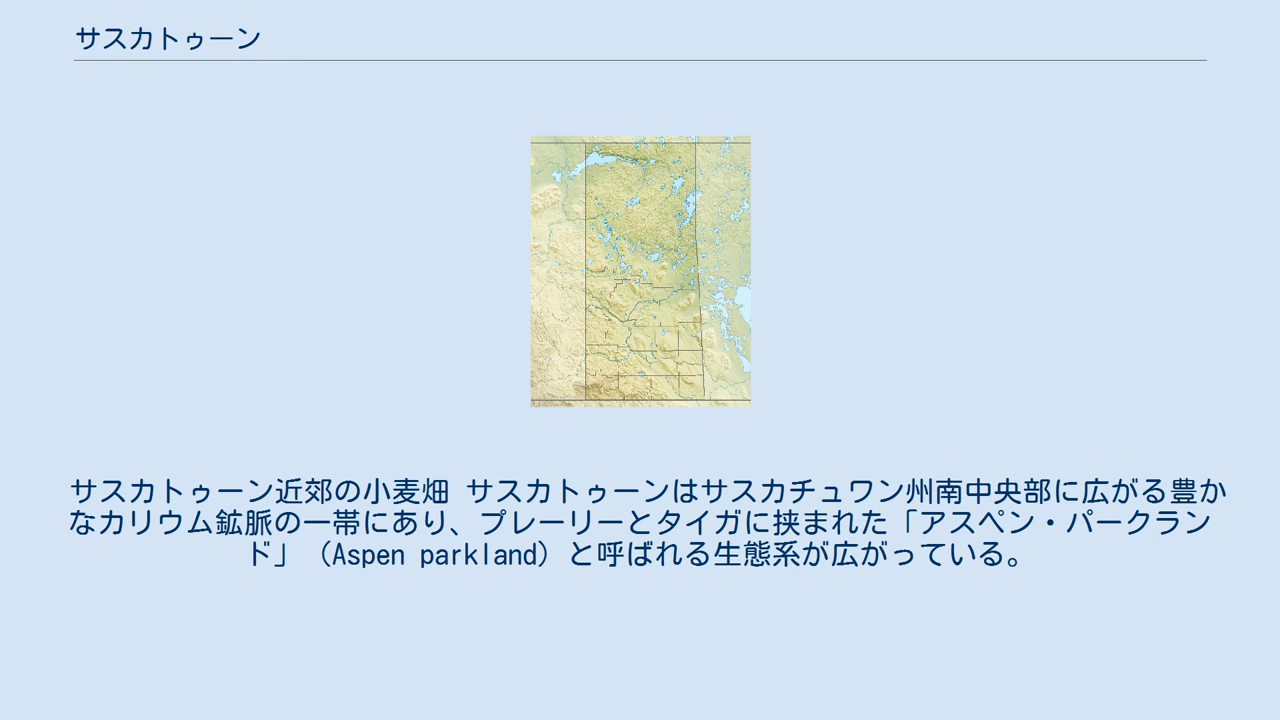 サスカトゥーン
サスカトゥーン近郊の小麦畑 サスカトゥーンはサスカチュワン州南中央部に広がる豊か
なカリウム鉱脈の一帯にあり、プレーリーとタイガに挟まれた「アスペン・パークラン
ド」（Aspen parkland）と呼ばれる生態系が広がっている。